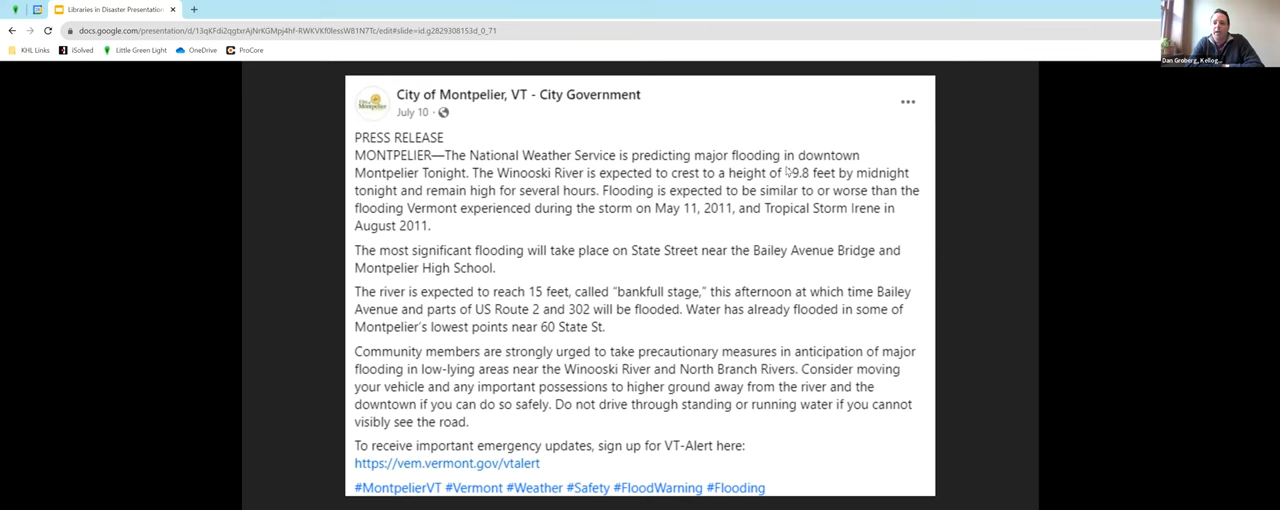 Libraries in Disaster Presentation
docs.google.com/presentation/d/13qKFdi2qgtxrAjNrKGMpj4hf-RWKVKf0lessW81N7Tc/edit#slide=id.g2829308153d_0_71
KHL Links iSolved Little Green Light OneDrive ProCore
Dan Groberg, Kellog...
City of Montpelier, VT - City Government
July 10
PRESS RELEASE
MONTPELIER—The National Weather Service is predicting major flooding in downtown
Montpelier Tonight. The Winooski River is expected to crest to a height of 9.8 feet by midnight
tonight and remain high for several hours. Flooding is expected to be similar to or worse than the
flooding Vermont experienced during the storm on May 11, 2011, and Tropical Storm Irene in
August 2011.
The most significant flooding will take place on State Street near the Bailey Avenue Bridge and
Montpelier High School.
The river is expected to reach 15 feet, called “bankfull stage,” this afternoon at which time Bailey
Avenue and parts of US Route 2 and 302 will be flooded. Water has already flooded in some of
Montpelier's lowest points near 60 State St.
Community members are strongly urged to take precautionary measures in anticipation of major
flooding in low-lying areas near the Winooski River and North Branch Rivers. Consider moving
your vehicle and any important possessions to higher ground away from the river and the
downtown if you can do so safely. Do not drive through standing or running water if you cannot
visibly see the road.
To receive important emergency updates, sign up for VT-Alert here:
https://vem.vermont.gov/vtalert
#MontpelierVT #Vermont #Weather #Safety #FloodWarning #Flooding